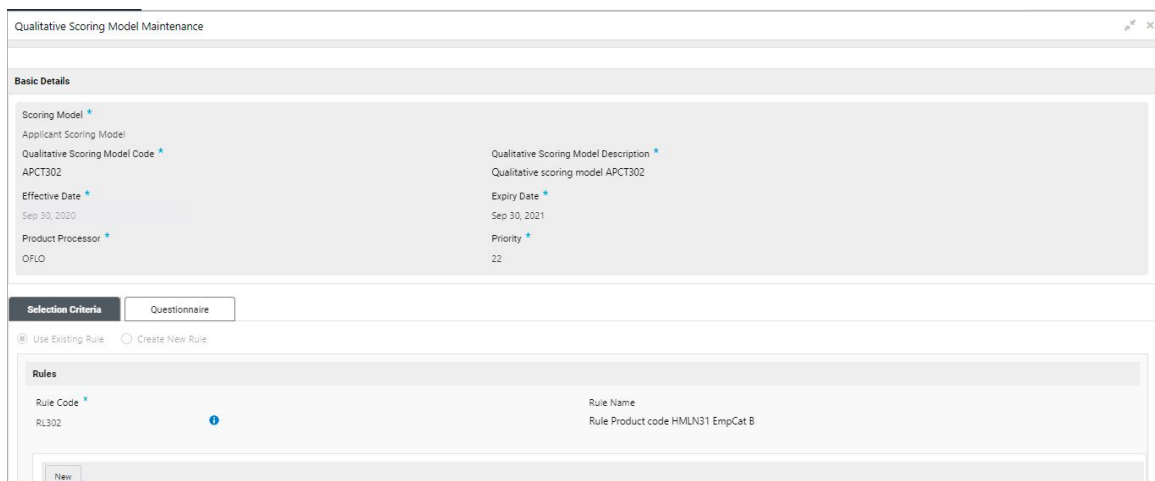 Qualitative Scoring Model Maintenance
Basic Details
Scoring Model *
Applicant Scoring Model
Qualitative Scoring Model Code * Qualitative Scoring Model Description *
APCT302 Qualitative scoring model APCT302
Effective Date * Expiry Date *
Sep 30, 2020 Sep 30, 2021
Product Processor * Priority *
OFLO 22
Selection Criteria Questionnaire
Use Existing Rule Create New Rule
Rules
Rule Code * Rule Name
RL302 Rule Product code HMLN31 EmpCat B
New